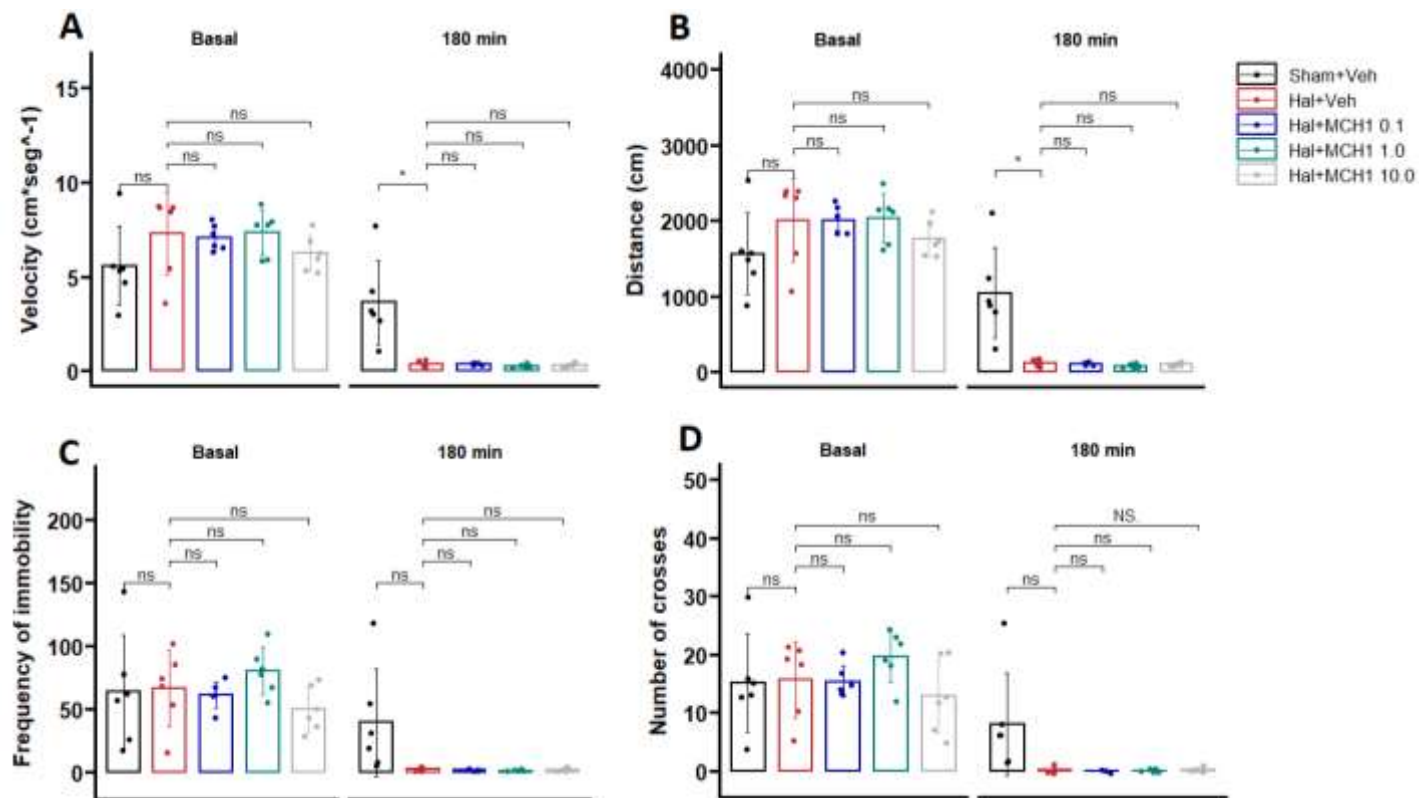 A
Basal
180 min
Velocity (cm*seg^-1)
15
10
5
0
ns
ns
ns
ns
*
ns
ns
ns
B
Basal
180 min
Distance (cm)
4000
3000
2000
1000
0
ns
ns
ns
ns
*
ns
ns
ns
Sham+Veh
Hal+Veh
Hal+MCH1 0.1
Hal+MCH1 1.0
Hal+MCH1 10.0
C
Basal
180 min
Frequency of immobility
200
150
100
50
0
ns
ns
ns
ns
ns
ns
ns
ns
D
Basal
180 min
Number of crosses
50
40
30
20
10
0
ns
ns
ns
ns
NS.
ns
ns
ns